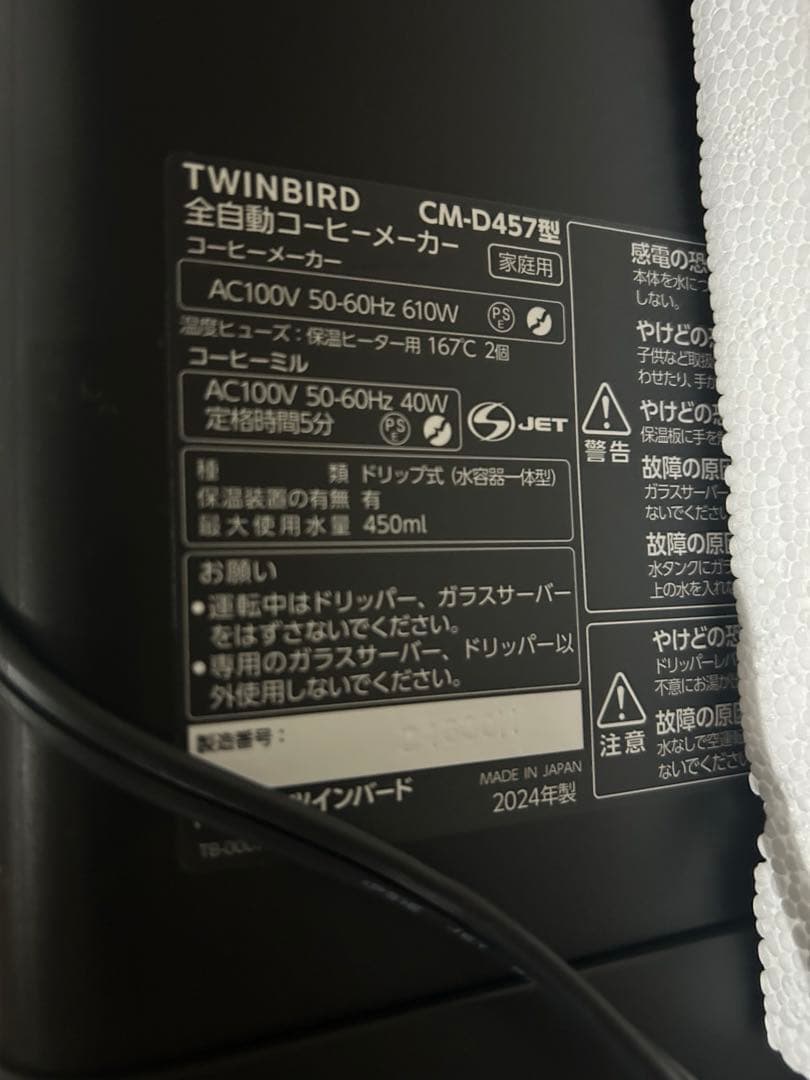 TWINBIRD
全自動コーヒーメーカー
CM-D457型
コーヒーメーカー
家庭用
AC100V 50-60Hz 610W
PS
E
温度ヒューズ：保温ヒーター用 167℃ 2個
コーヒーミル
AC100V 50-60Hz 40W
定格時間5分
PS
E
JET
種類 ドリップ式（水容器一体型）
保温装置の有無 有
最大使用水量 450ml
お願い
●運転中はドリッパー、ガラスサーバー
をはずさないでください。
●専用のガラスサーバー、ドリッパー以
外使用しないでください。
製造番号：
ツインバード
MADE IN JAPAN
2024年製
警告
感電の恐
本体を水に
しない。
やけどの
子供など取扱
わせたり、手が
やけどの
保温板に手を
故障の原因
ガラスサーバー
ないでくださ
故障の原因
水タンクに
上の水を入れ
注意
やけどの恐
ドリッパーレバ
不意にお湯が
故障の原因
水なしで空運転
ないでくださ